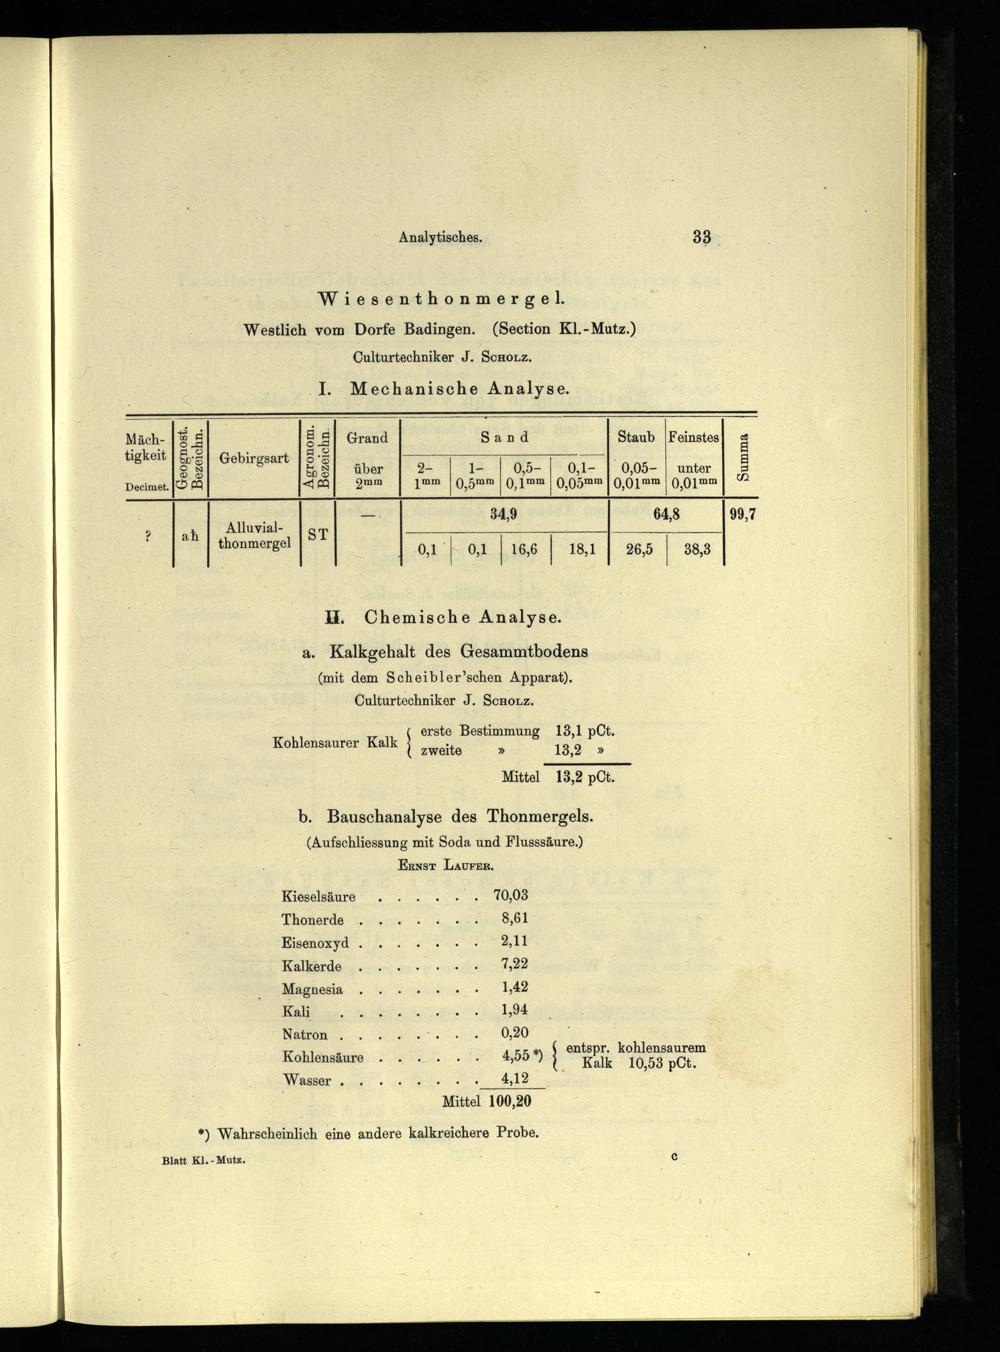 Analytisches. 33
Wiesenthonmergel.
Westlich vom Dorfe Badingen. (Section Kl.-Mutz.)
Culturtechniker J. Scholz.
I. Mechanische Analyse.
Mäch-
tigkeit
Decimet.
Geognost.
Bezeichn.
Gebirgsart
Agronom.
Bezeichn.
Grand
über
2mm
Sand
2-
1mm
1-
0,5mm
0,5-
0,1mm
0,1-
0,05mm
Staub
0,05-
0,01mm
Feinstes
unter
0,01mm
Summa
?
ah
Alluvial-
thonmergel
ST
—
34,9 64,8 99,7
0,1 0,1 16,6 18,1 26,5 38,3
II. Chemische Analyse.
a. Kalkgehalt des Gesammtbodens
(mit dem Scheibler'schen Apparat).
Culturtechniker J. Scholz.
Kohlensaurer Kalk { erste Bestimmung 13,1 pCt.
zweite » 13,2 »
Mittel 13,2 pCt.
b. Bauschanalyse des Thonmergels.
(Aufschliessung mit Soda und Flusssäure.)
Ernst Laufer.
Kieselsäure . . . . . . 70,03
Thonerde . . . . . . . 8,61
Eisenoxyd . . . . . . . 2,11
Kalkerde . . . . . . . 7,22
Magnesia . . . . . . . 1,42
Kali . . . . . . . . 1,94
Natron . . . . . . . . 0,20
Kohlensäure . . . . . . 4,55 *) { entspr. kohlensaurem
Kalk 10,53 pCt.
Wasser . . . . . . . . 4,12
Mittel 100,20
*) Wahrscheinlich eine andere kalkreichere Probe.
Blatt Kl.-Mutz. c